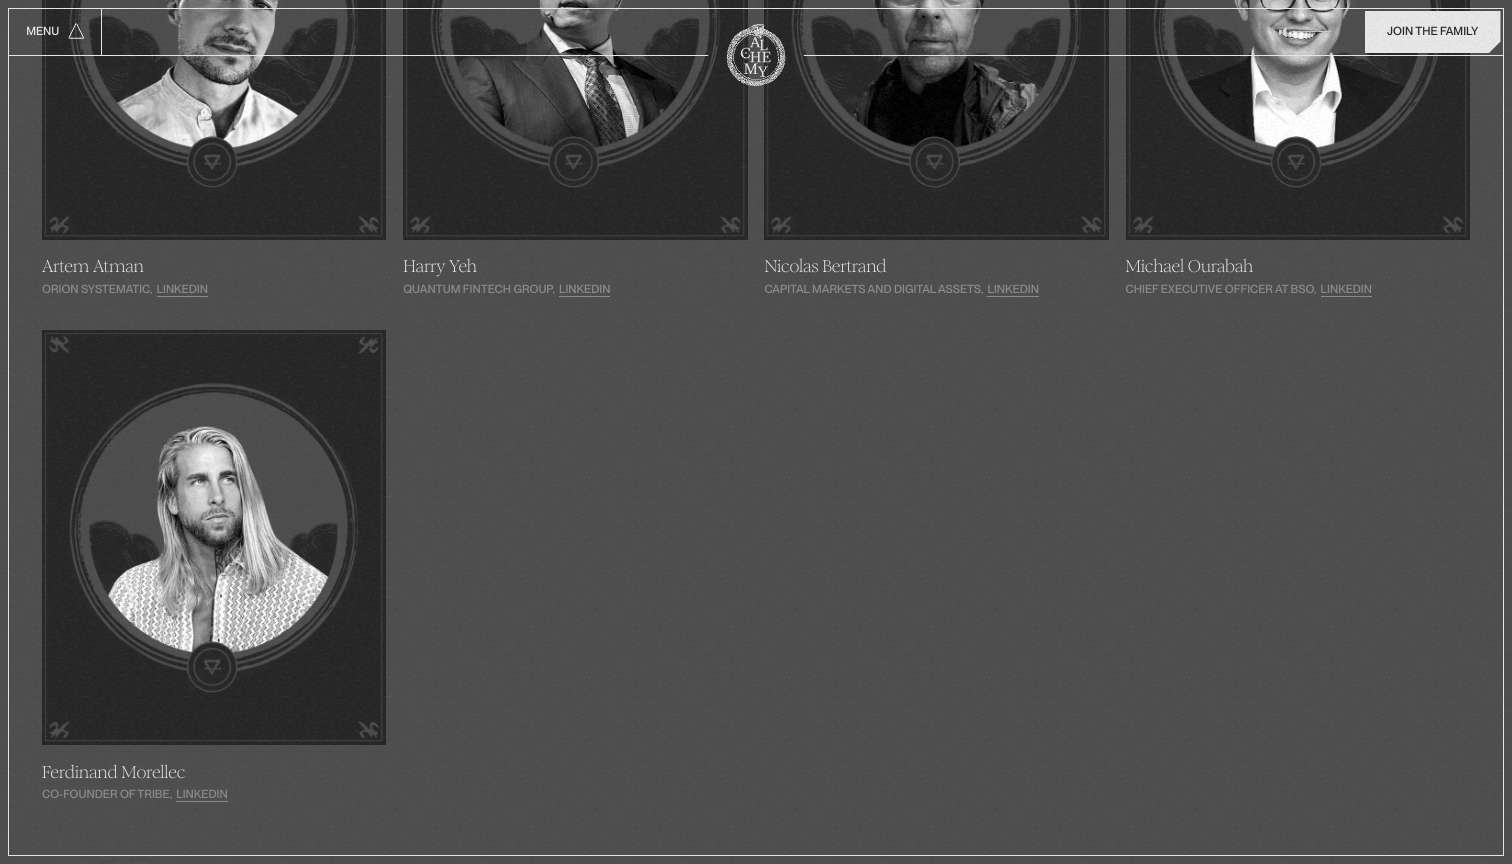 MENU
AL
CHE
MY
JOIN THE FAMILY
Artem Atman
ORION SYSTEMATIC, LINKEDIN
Harry Yeh
QUANTUM FINTECH GROUP, LINKEDIN
Nicolas Bertrand
CAPITAL MARKETS AND DIGITAL ASSETS, LINKEDIN
Michael Ourabah
CHIEF EXECUTIVE OFFICER AT BSO, LINKEDIN
Ferdinand Morellec
CO-FOUNDER OF TRIBE, LINKEDIN